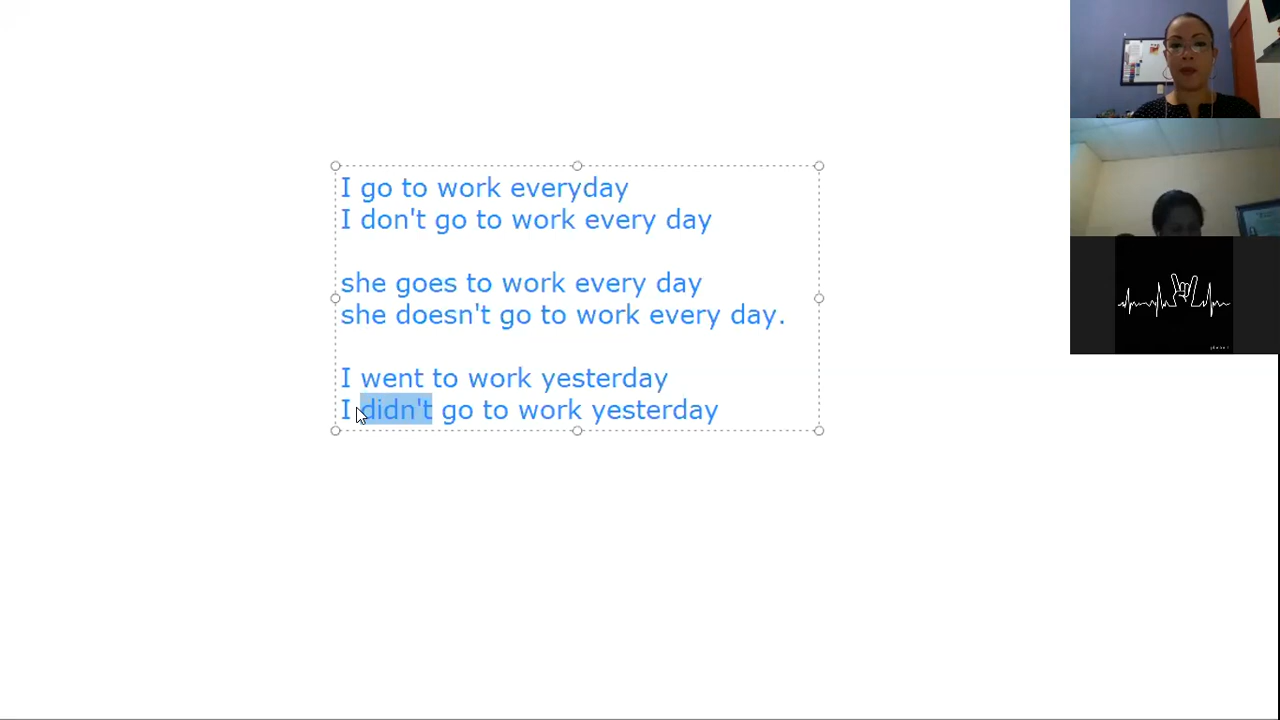 I go to work everyday
I don't go to work every day
she goes to work every day
she doesn't go to work every day.
I went to work yesterday
I didn't go to work yesterday